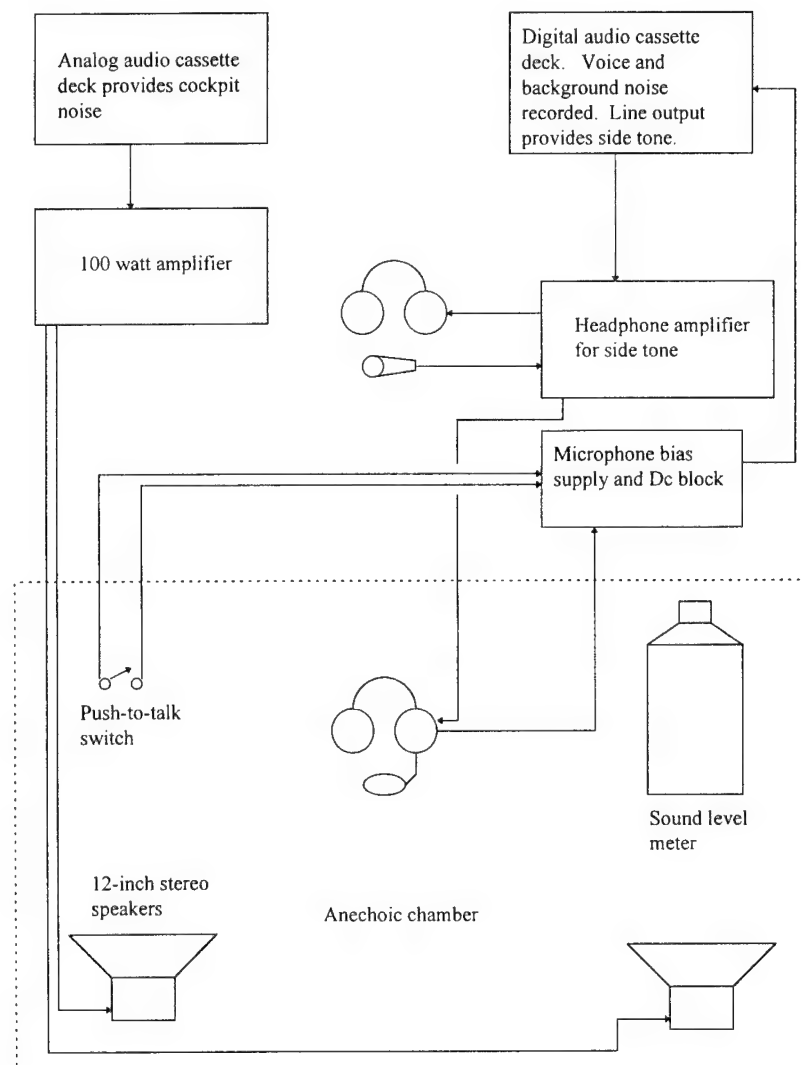 Analog audio cassette
deck provides cockpit
noise
Digital audio cassette
deck. Voice and
background noise
recorded. Line output
provides side tone.
100 watt amplifier
Headphone amplifier
for side tone
Microphone bias
supply and Dc block
Push-to-talk
switch
Sound level
meter
12-inch stereo
speakers
Anechoic chamber